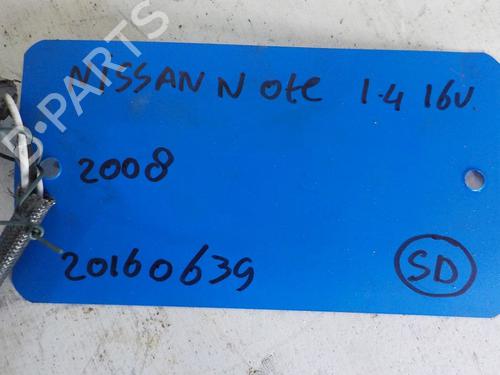 B-PARTS
NISSAN Note 1.4 16V.
2008
20160639
SD